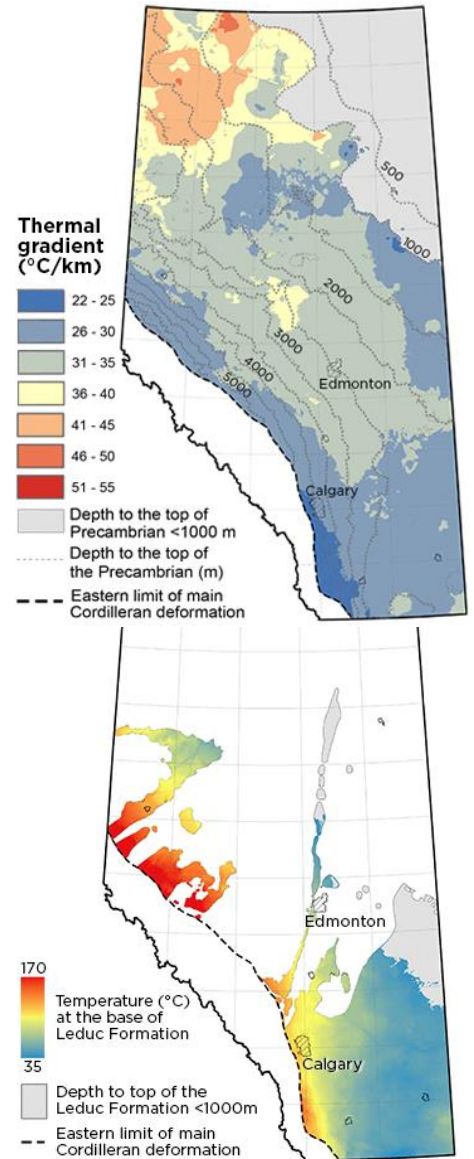 500
1000
2000
3000
4000
5000
Edmonton
Calgary
Thermal
gradient
(°C/km)
22 - 25
26 - 30
31 - 35
36 - 40
41 - 45
46 - 50
51 - 55
Depth to the top of
Precambrian <1000 m
Depth to the top of
the Precambrian (m)
Eastern limit of main
Cordilleran deformation
Edmonton
Calgary
170
Temperature (°C)
at the base of
Leduc Formation
35
Depth to top of the
Leduc Formation <1000m
Eastern limit of main
Cordilleran deformation